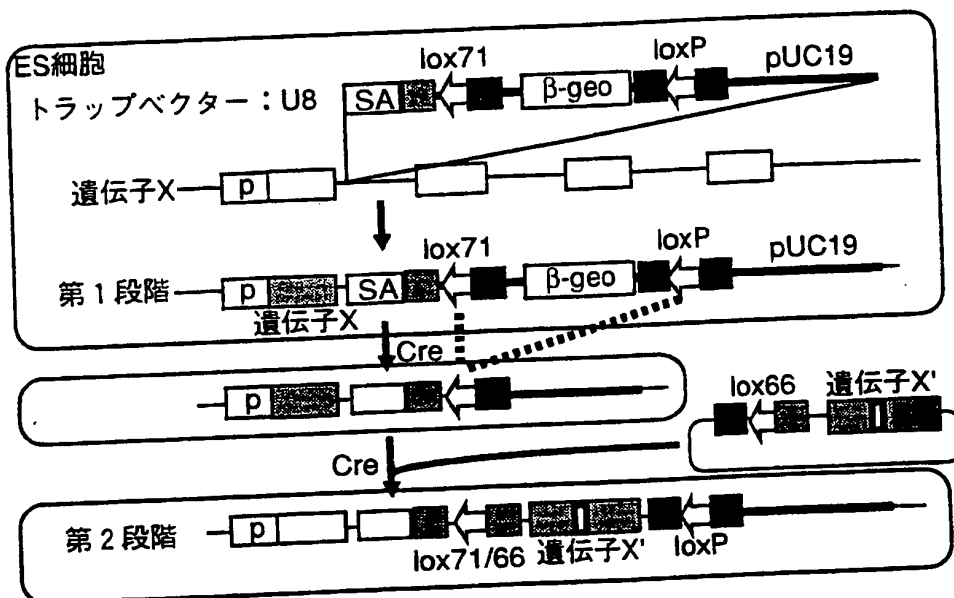 ES細胞
lox71
loxP
pUC19
トラップベクター：U8
SA
β-geo
遺伝子X
p
lox71
loxP
pUC19
第1段階
p
SA
β-geo
遺伝子X
Cre
p
lox66
遺伝子X'
Cre
第2段階
p
lox71/66
遺伝子X'
loxP